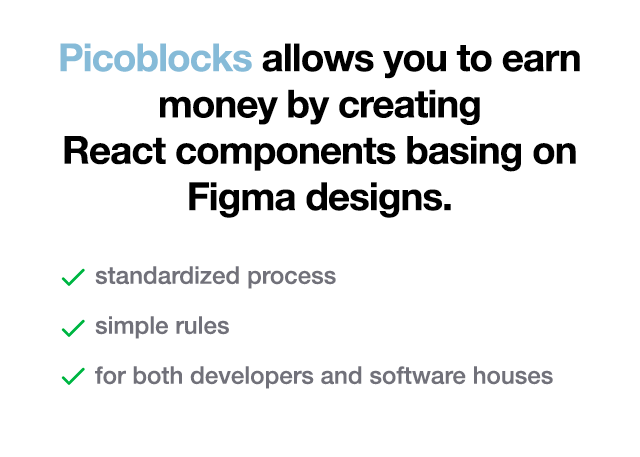 Picoblocks allows you to earn
money by creating
React components basing on
Figma designs.
standardized process
simple rules
for both developers and software houses